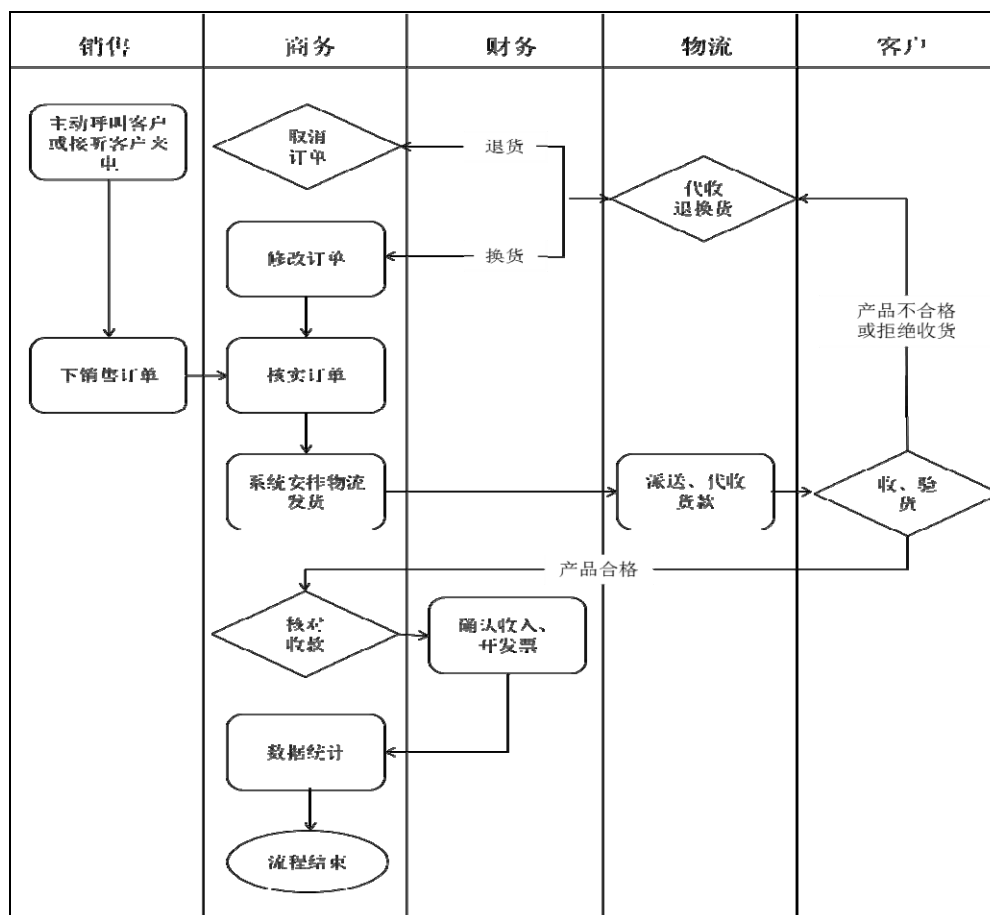 销售
商务
财务
物流
客户
主动呼叫客户
或接听客户来
电
取消
订单
退货
代收
退换货
修改订单
换货
产品不合格
或拒绝收货
下销售订单
核实订单
系统安排物流
发货
派送、代收
货款
收、验
货
产品合格
核对
收款
确认收入、
开发票
数据统计
流程结束